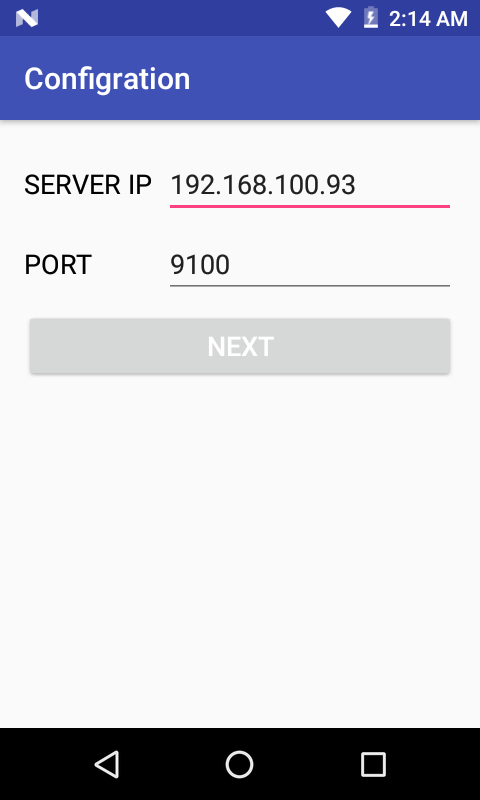 2:14 AM
Configration
SERVER IP 192.168.100.93
PORT 9100
NEXT